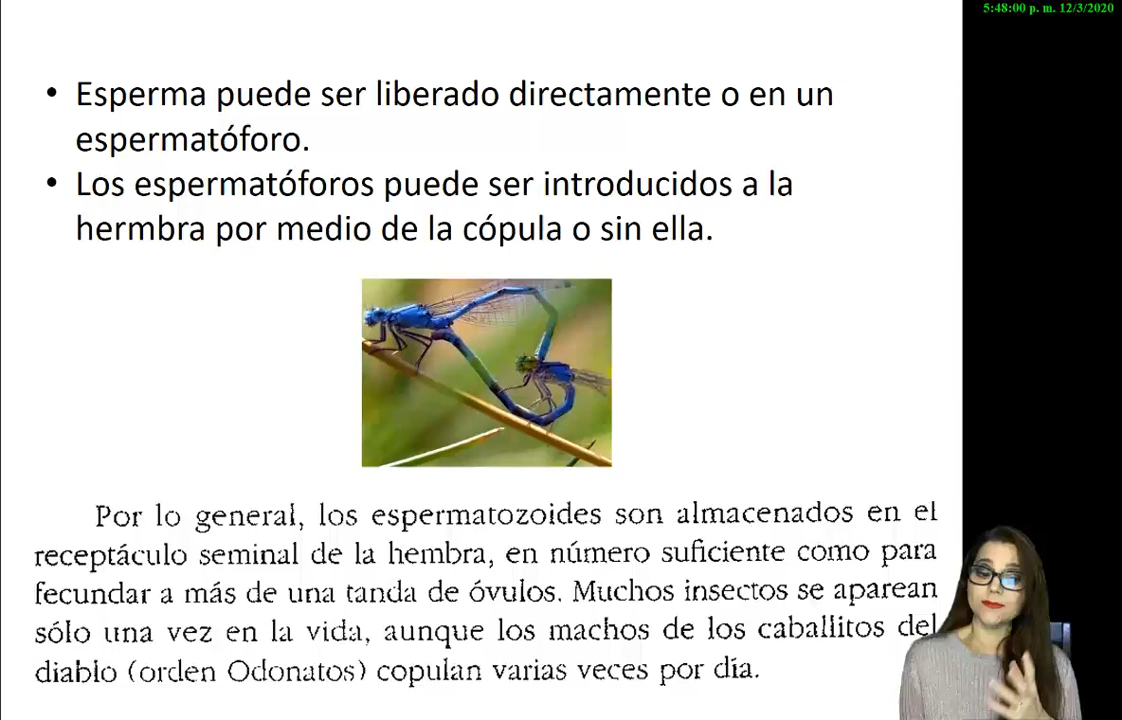 5:48:00 p. m. 12/3/2020
• Esperma puede ser liberado directamente o en un
espermatóforo.
• Los espermatóforos puede ser introducidos a la
hermbra por medio de la cópula o sin ella.
Por lo general, los espermatozoides son almacenados en el
receptáculo seminal de la hembra, en número suficiente como para
fecundar a más de una tanda de óvulos. Muchos insectos se aparean
sólo una vez en la vida, aunque los machos de los caballitos del
diablo (orden Odonatos) copulan varias veces por día.